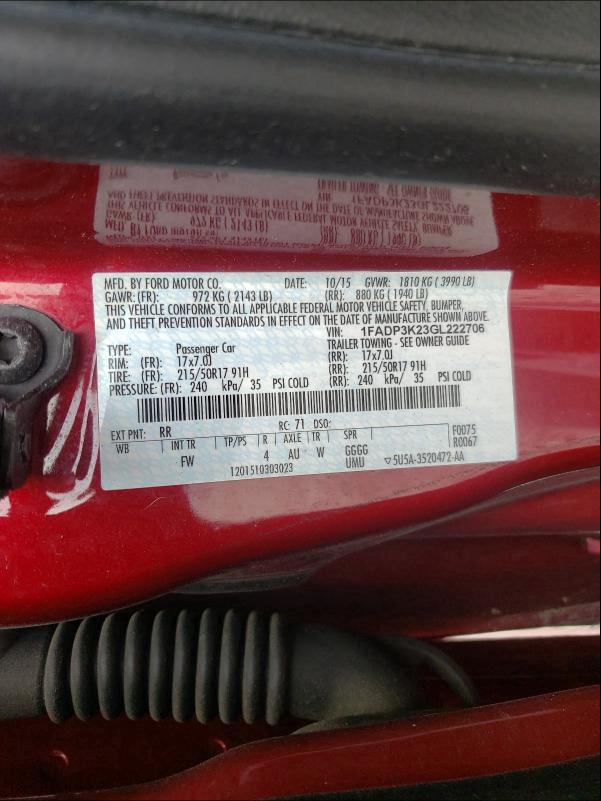 MFD. BY FORD MOTOR CO. DATE: 10/15 GVWR: 1810 KG ( 3990 LB)
GAWR: (FR): 972 KG ( 2143 LB) (RR): 880 KG ( 1940 LB)
THIS VEHICLE CONFORMS TO ALL APPLICABLE FEDERAL MOTOR VEHICLE SAFETY, BUMPER,
AND THEFT PREVENTION STANDARDS IN EFFECT ON THE DATE OF MANUFACTURE SHOWN ABOVE.
VIN: 1FADP3K23GL222706
TYPE: Passenger Car TRAILER TOWING - SEE OWNER GUIDE
RIM: (FR): 17x7.0J (RR): 17x7.0J
TIRE: (FR): 215/50R17 91H (RR): 215/50R17 91H
PRESSURE: (FR): 240 kPa/ 35 PSI COLD (RR): 240 kPa/ 35 PSI COLD
EXT PNT: RR RC: 71 DSO:
WB INT TR TP/PS R AXLE TR SPR F0075
FW 4 AU W GGGG R0067
UMU
1201510303023 ▽5U5A-3520472-AA